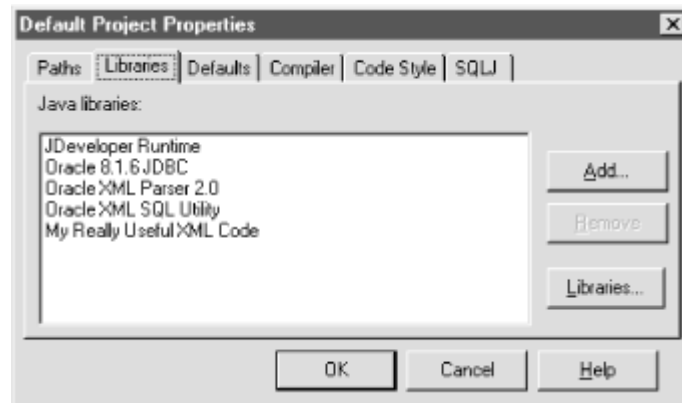 Default Project Properties
Paths Libraries Defaults Compiler Code Style SQLJ
Java libraries:
JDeveloper Runtime
Oracle 8.1.6 JDBC
Oracle XML Parser 2.0
Oracle XML SQL Utility
My Really Useful XML Code
Add...
Remove
Libraries...
OK Cancel Help